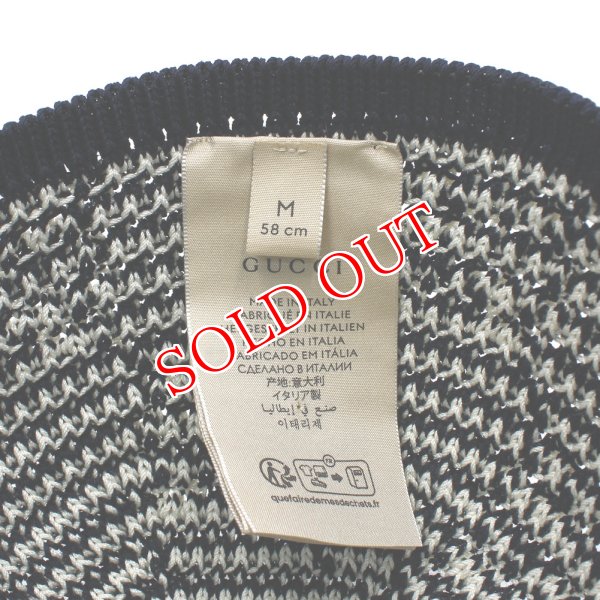 M
58 cm
GUCCI
MADE IN ITALY
FABRIQUÉ EN ITALIE
HERGESTELLT IN ITALIEN
HECHO EN ITALIA
FABRICADO EM ITÁLIA
СДЕЛАНО В ИТАЛИИ
产地:意大利
イタリア製
صنع في إيطاليا
이태리제
FR
quefairedemesdechets.fr
SOLD OUT